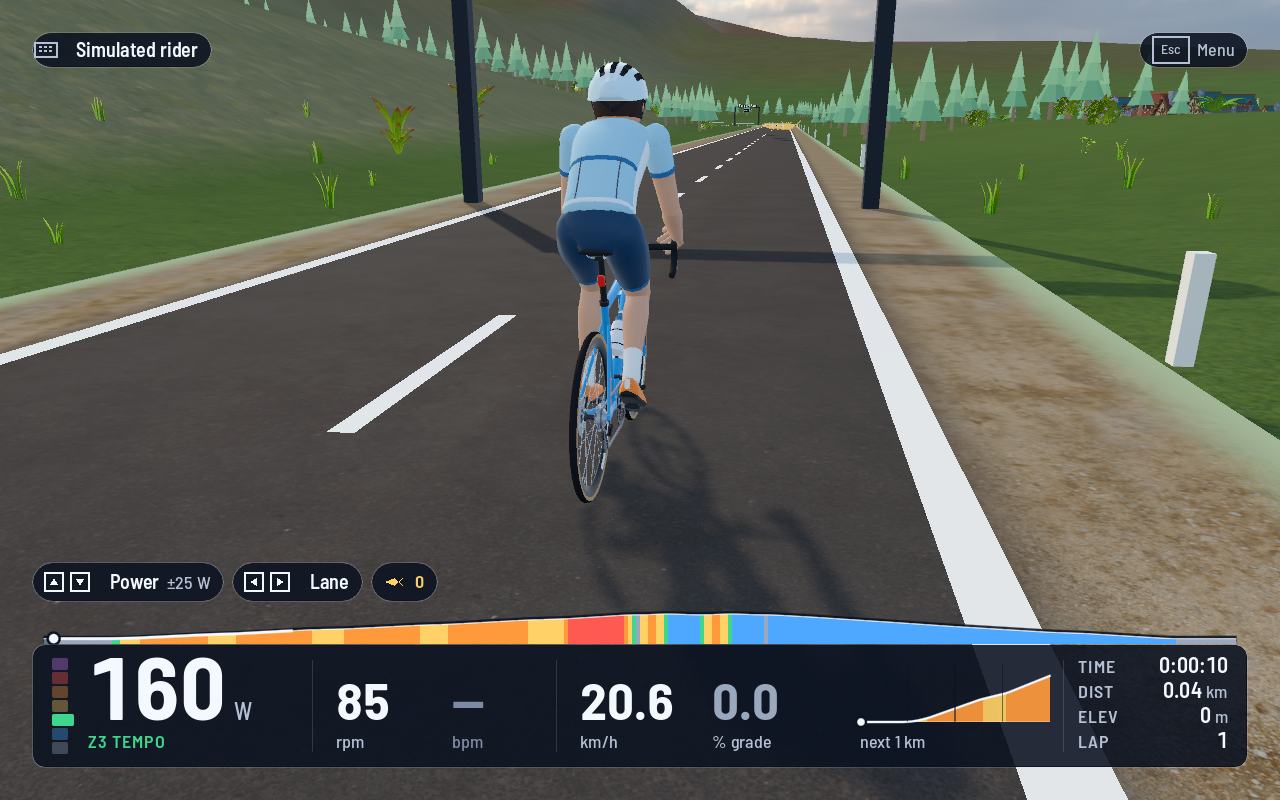 Simulated rider
Esc Menu
Power ±25 W
Lane
0
160 W
Z3 TEMPO
85
rpm
—
bpm
20.6
km/h
0.0
% grade
next 1 km
TIME 0:00:10
DIST 0.04 km
ELEV 0 m
LAP 1